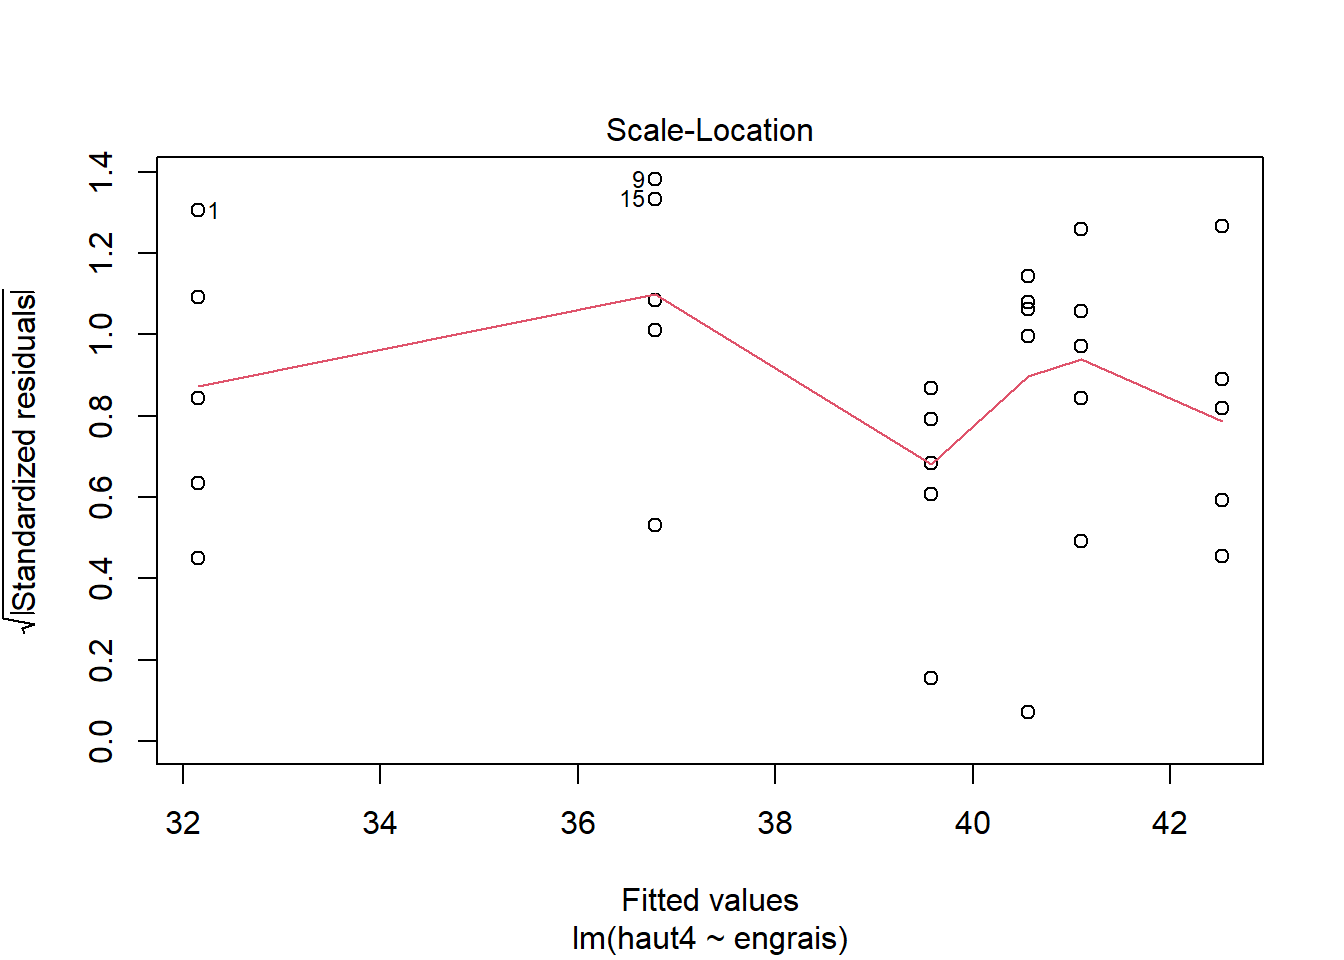 Scale-Location
√|Standardized residuals|
1.4
1.2
1.0
0.8
0.6
0.4
0.2
0.0
1
9
15
32 34 36 38 40 42
Fitted values
lm(haut4 ~ engrais)